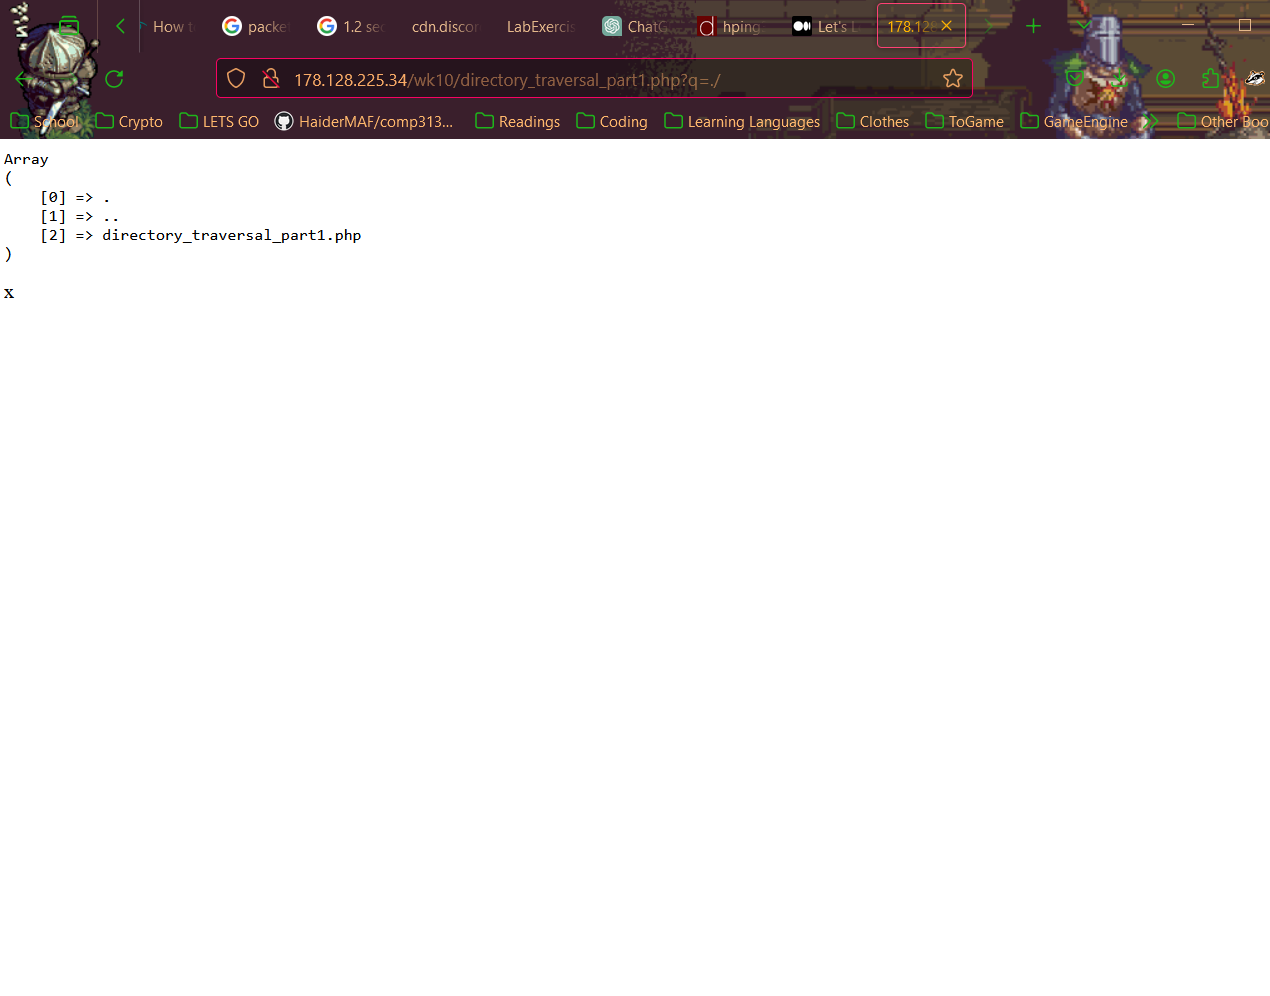 How t
packe
1.2 sec
cdn.discor
LabExercis
ChatG
hping
Let's L
178.128
178.128.225.34/wk10/directory_traversal_part1.php?q=./
School
Crypto
LETS GO
HaiderMAF/comp313...
Readings
Coding
Learning Languages
Clothes
ToGame
GameEngine
Other Boo
Array
(
[0] => .
[1] => ..
[2] => directory_traversal_part1.php
)
x